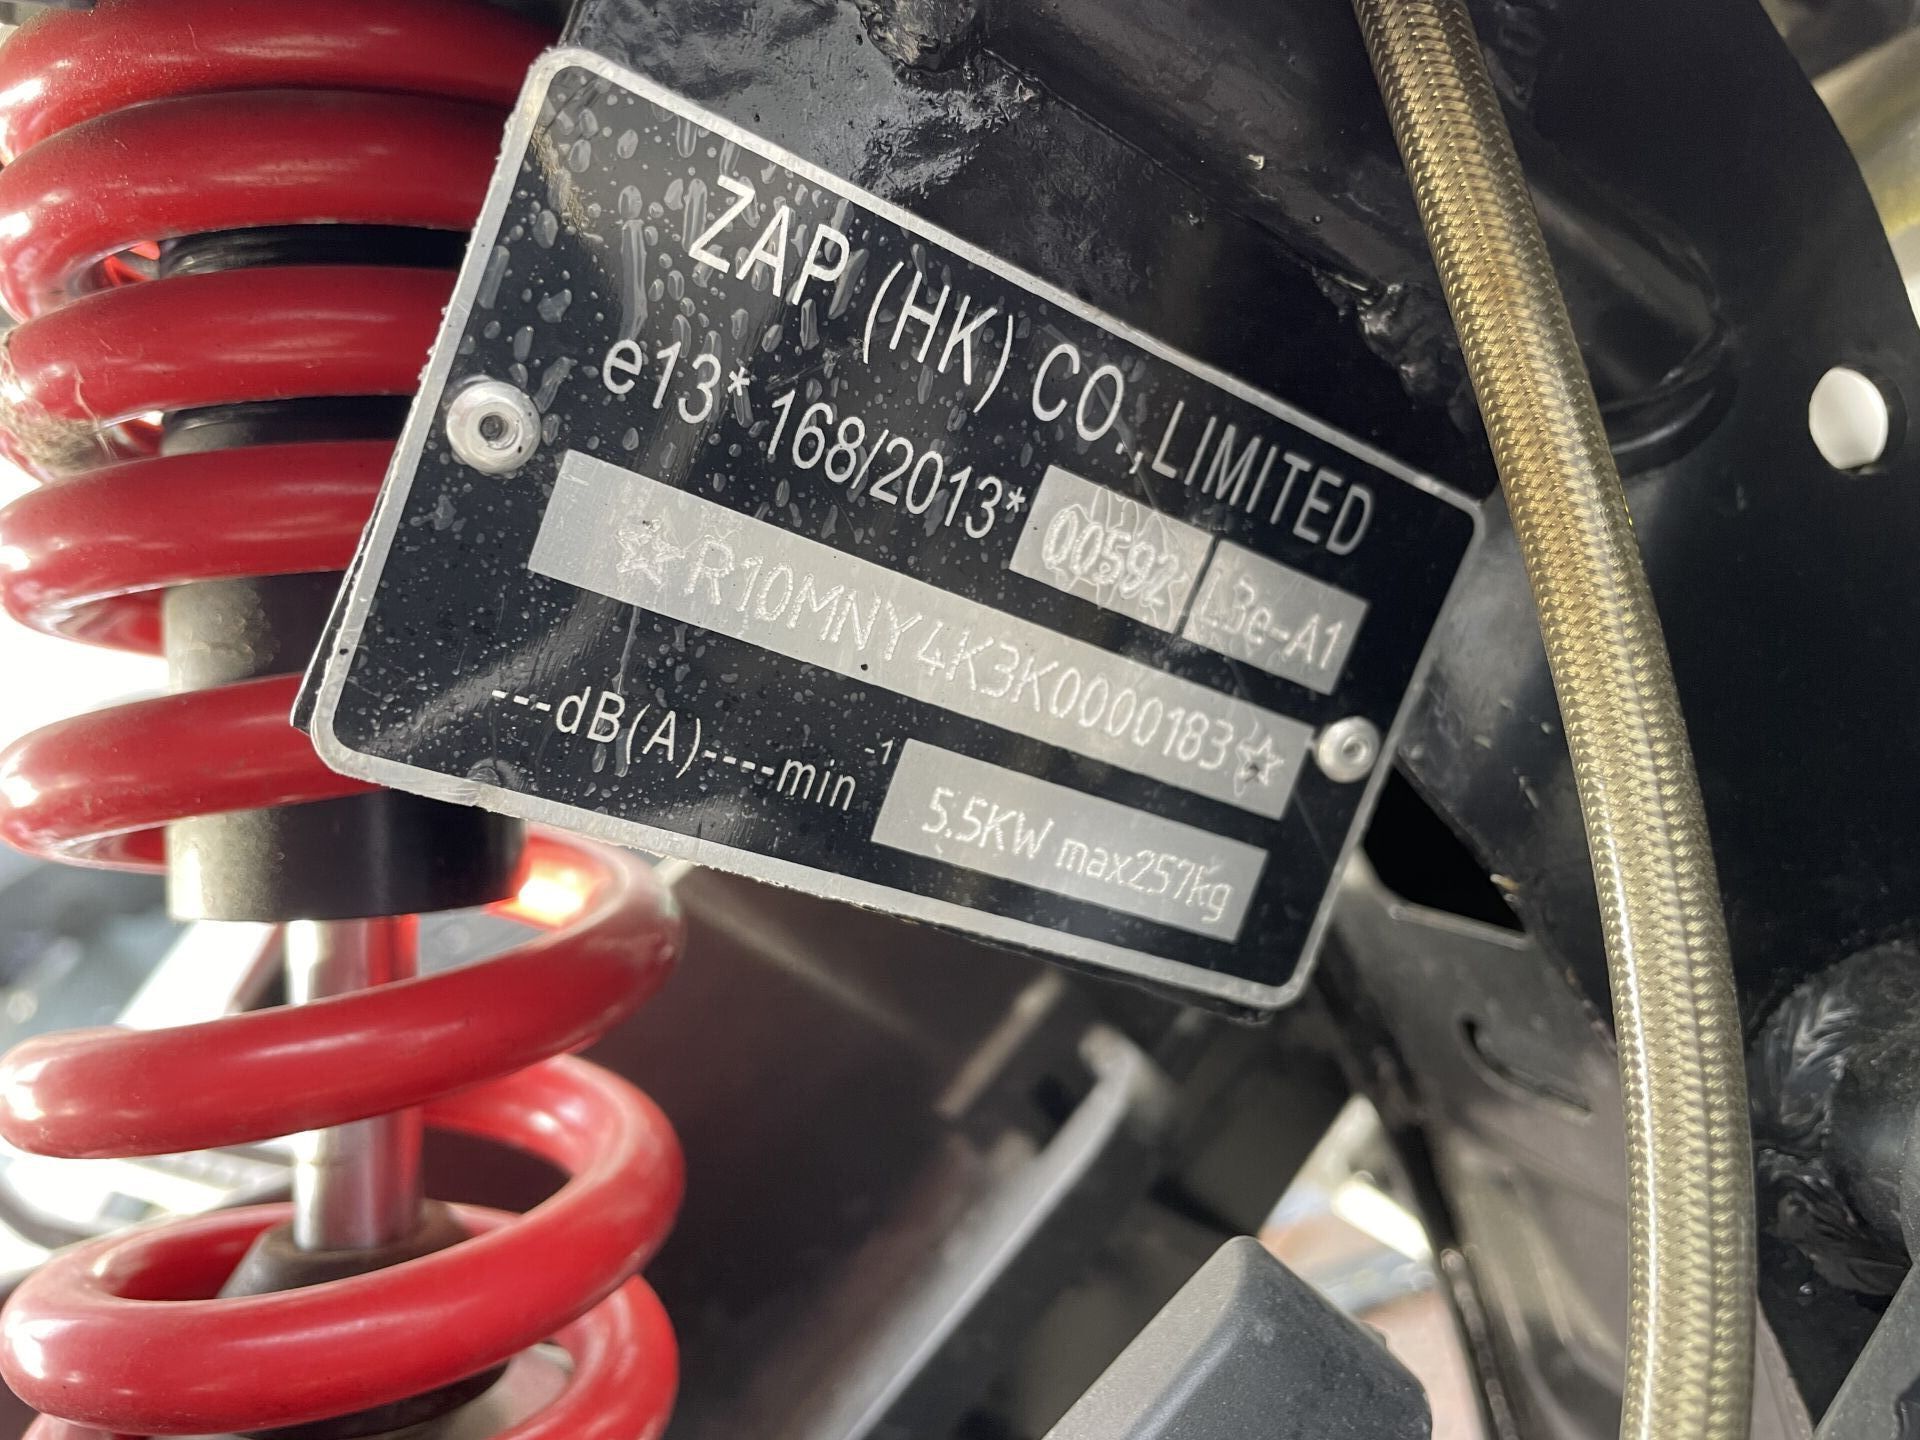 ZAP (HK) CO.,LIMITED
e13* 168/2013* 00592 L3e-A1
☆R10MNY4K3K0000183☆
---dB(A)----min-1 5.5KW max257kg